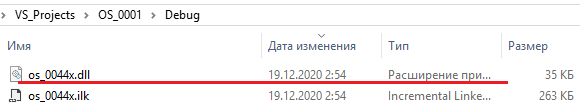 VS_Projects > OS_0001 > Debug
Имя Дата изменения Тип Размер
os_0044x.dll 19.12.2020 2:54 Расширение при... 35 КБ
os_0044x.ilk 19.12.2020 2:54 Incremental Linke... 263 КБ